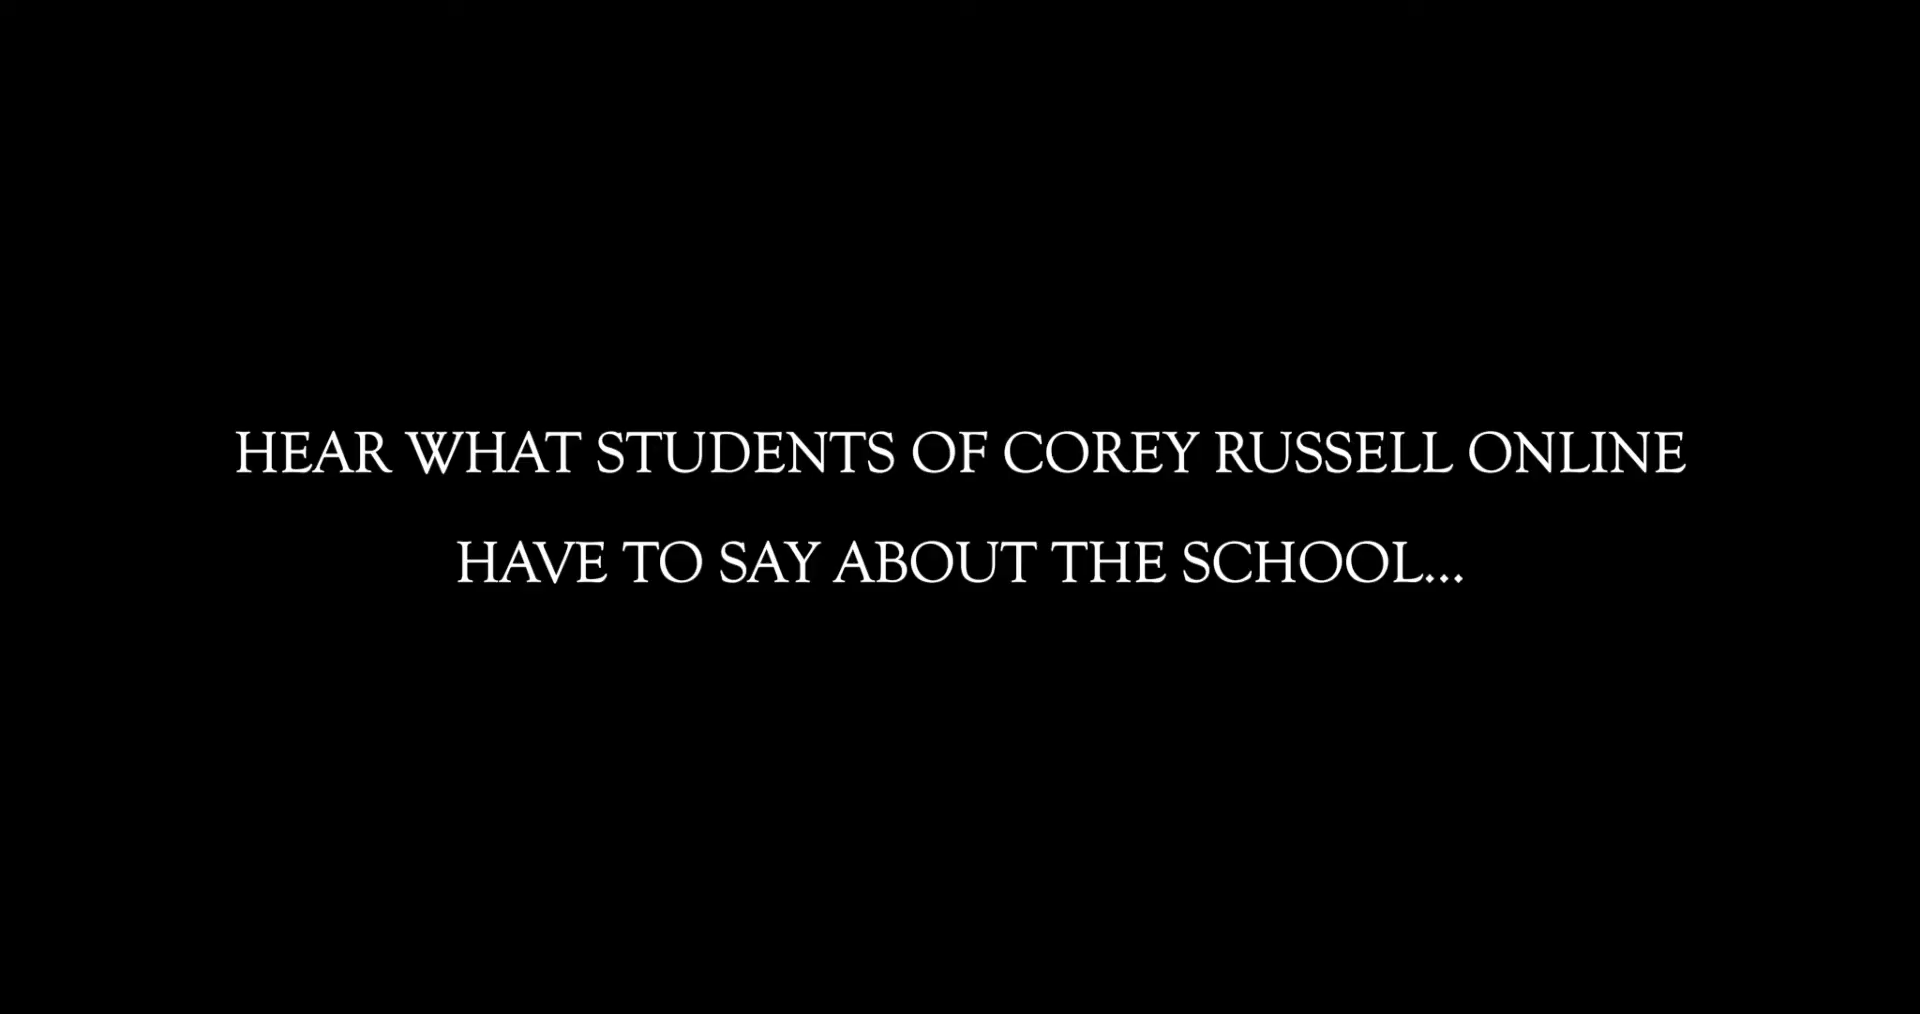 HEAR WHAT STUDENTS OF COREY RUSSELL ONLINE
HAVE TO SAY ABOUT THE SCHOOL...